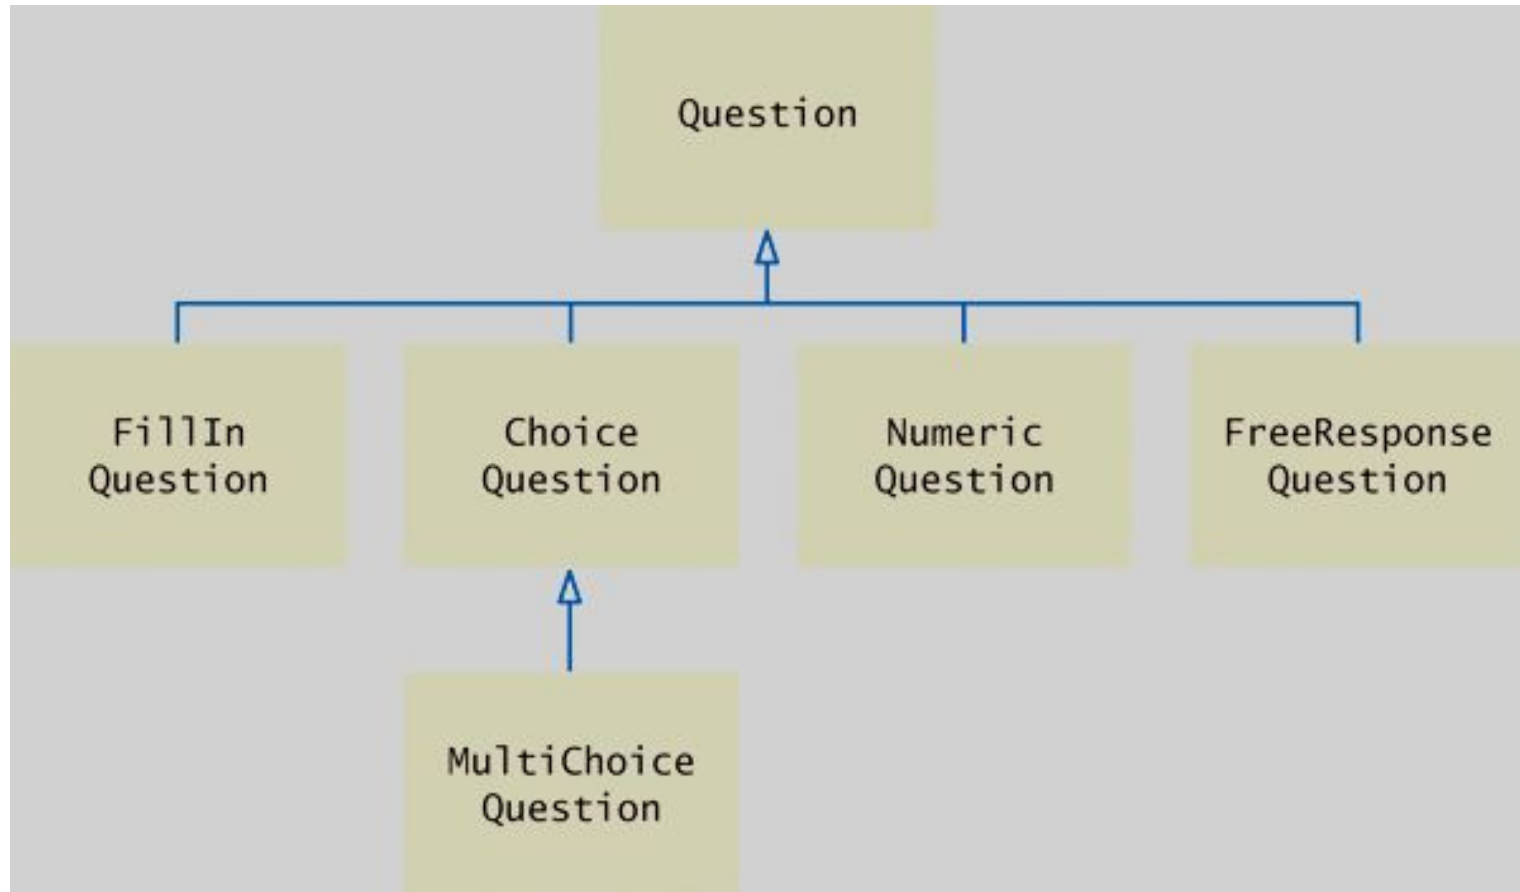 Question
FillIn
Question
Choice
Question
Numeric
Question
FreeResponse
Question
MultiChoice
Question